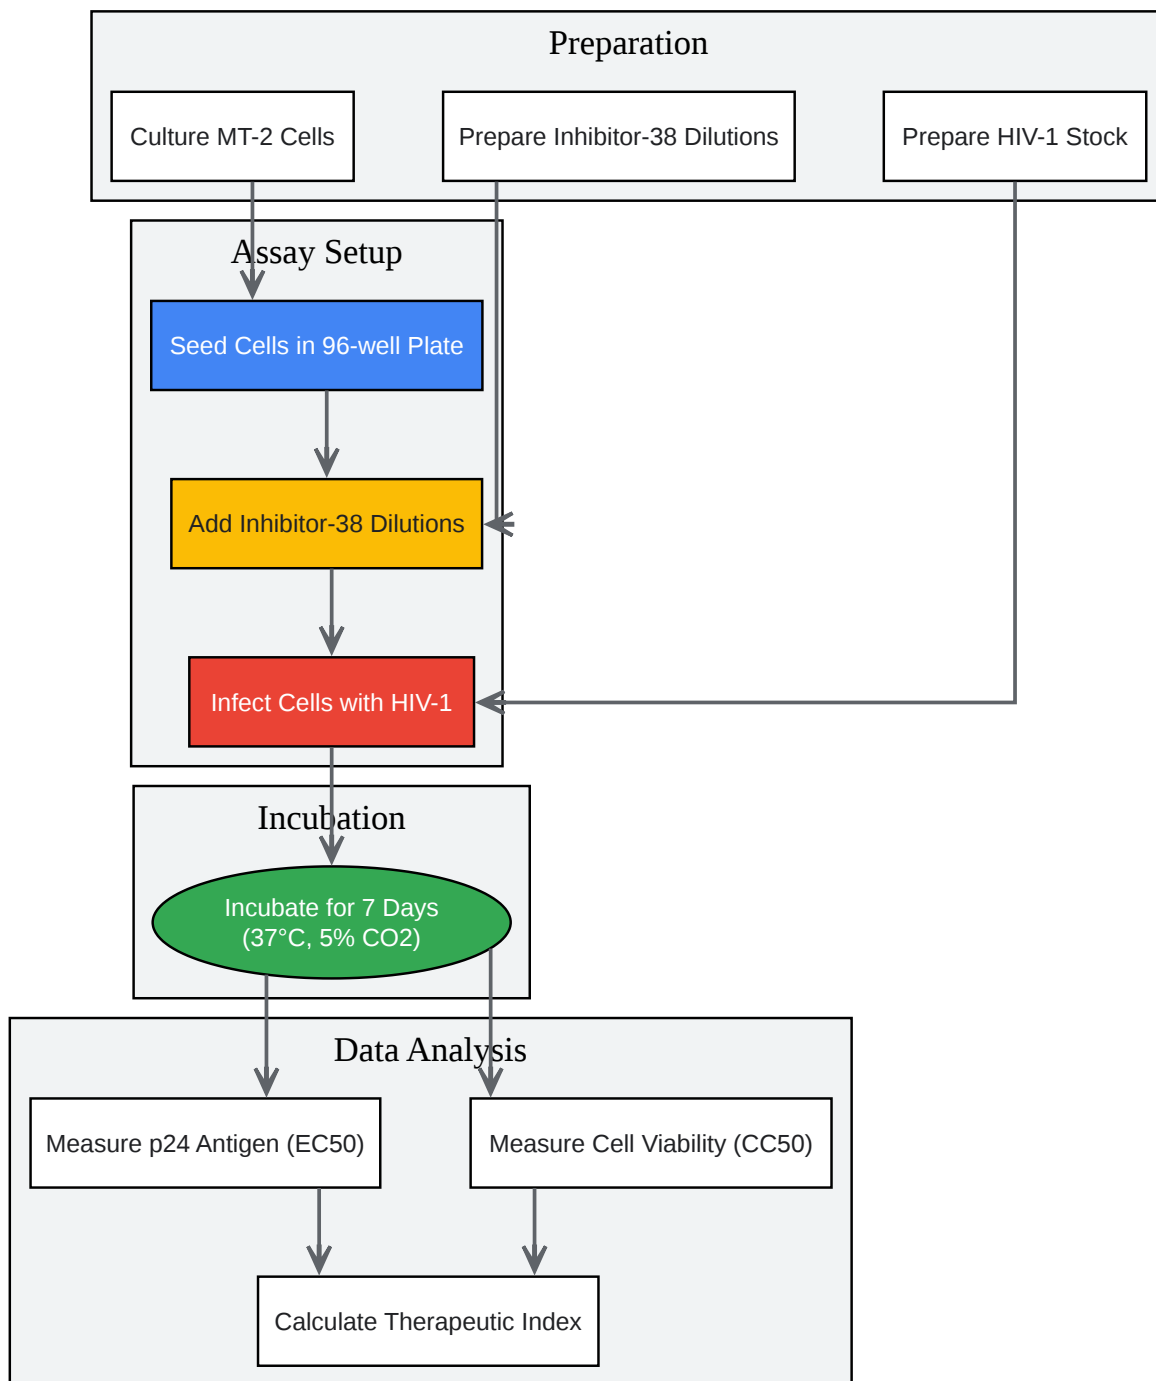 Preparation
Culture MT-2 Cells
Prepare Inhibitor-38 Dilutions
Prepare HIV-1 Stock
Assay Setup
Seed Cells in 96-well Plate
Add Inhibitor-38 Dilutions
Infect Cells with HIV-1
Incubation
Incubate for 7 Days
(37°C, 5% CO2)
Data Analysis
Measure p24 Antigen (EC50)
Measure Cell Viability (CC50)
Calculate Therapeutic Index